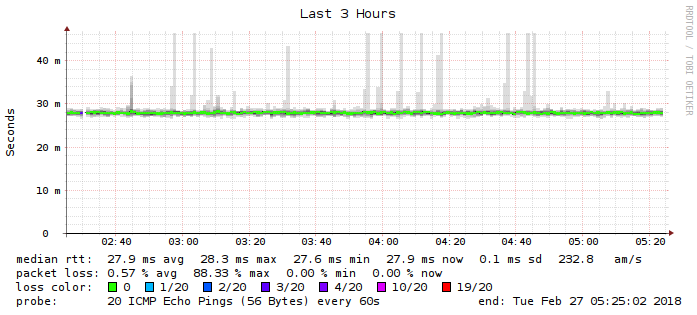 Last 3 Hours
RRDTOOL / TOBI OETIKER
Seconds
40 m
30 m
20 m
10 m
0
02:40 03:00 03:20 03:40 04:00 04:20 04:40 05:00 05:20
median rtt: 27.9 ms avg 28.3 ms max 27.6 ms min 27.9 ms now 0.1 ms sd 232.8 am/s
packet loss: 0.57 % avg 88.33 % max 0.00 % min 0.00 % now
loss color: 0 1/20 2/20 3/20 4/20 10/20 19/20
probe: 20 ICMP Echo Pings (56 Bytes) every 60s end: Tue Feb 27 05:25:02 2018